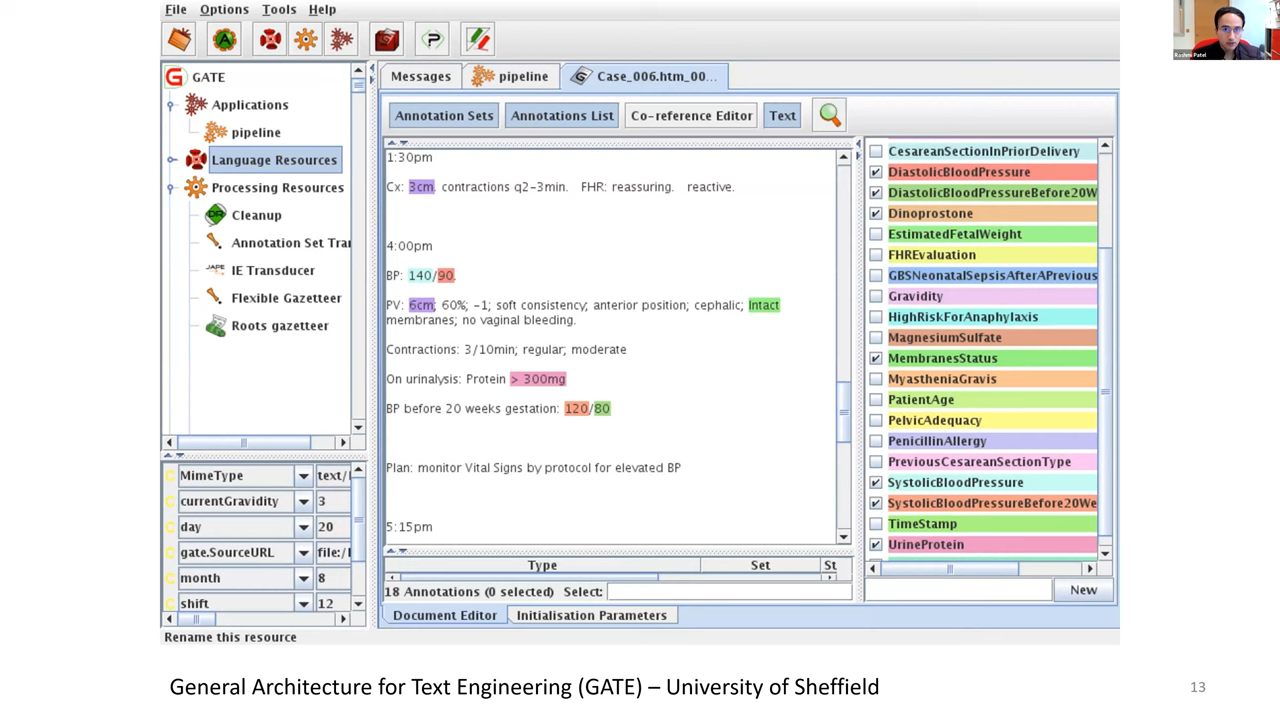 File Options Tools Help
GATE
Applications
pipeline
Language Resources
Processing Resources
Cleanup
Annotation Set Tra
JAPE IE Transducer
Flexible Gazetteer
Roots gazetteer
C MimeType text/
C currentGravidity 3
C day 20
C gate.SourceURL file:/
C month 8
C shift 12
Rename this resource
Messages pipeline Case_006.htm_00...
Annotation Sets Annotations List Co-reference Editor Text
1:30pm
Cx: 3cm. contractions q2-3min. FHR: reassuring. reactive.
4:00pm
BP: 140/90.
PV: 6cm; 60%; -1; soft consistency; anterior position; cephalic; Intact
membranes; no vaginal bleeding.
Contractions: 3/10min; regular; moderate
On urinalysis: Protein > 300mg
BP before 20 weeks gestation: 120/80
Plan: monitor Vital Signs by protocol for elevated BP
5:15pm
Type Set St
18 Annotations (0 selected) Select:
Document Editor Initialisation Parameters
CesareanSectionInPriorDelivery
DiastolicBloodPressure
DiastolicBloodPressureBefore20W
Dinoprostone
EstimatedFetalWeight
FHREvaluation
GBSNeonatalSepsisAfterAPrevious
Gravidity
HighRiskForAnaphylaxis
MagnesiumSulfate
MembranesStatus
MyastheniaGravis
PatientAge
PelvicAdequacy
PenicillinAllergy
PreviousCesareanSectionType
SystolicBloodPressure
SystolicBloodPressureBefore20We
TimeStamp
UrineProtein
New
Rashmi Patel
General Architecture for Text Engineering (GATE) – University of Sheffield
13